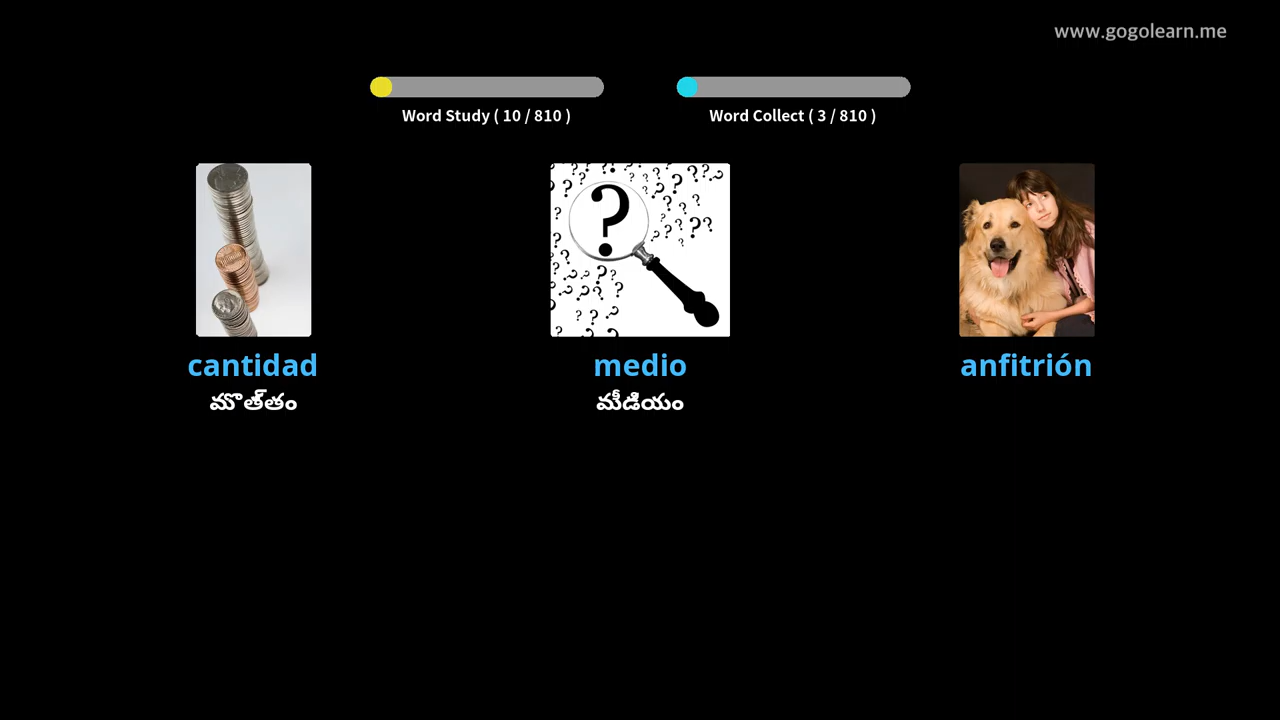 www.gogolearn.me
Word Study ( 10 / 810 )
Word Collect ( 3 / 810 )
cantidad
మొత్తం
medio
మీడియం
anfitrión